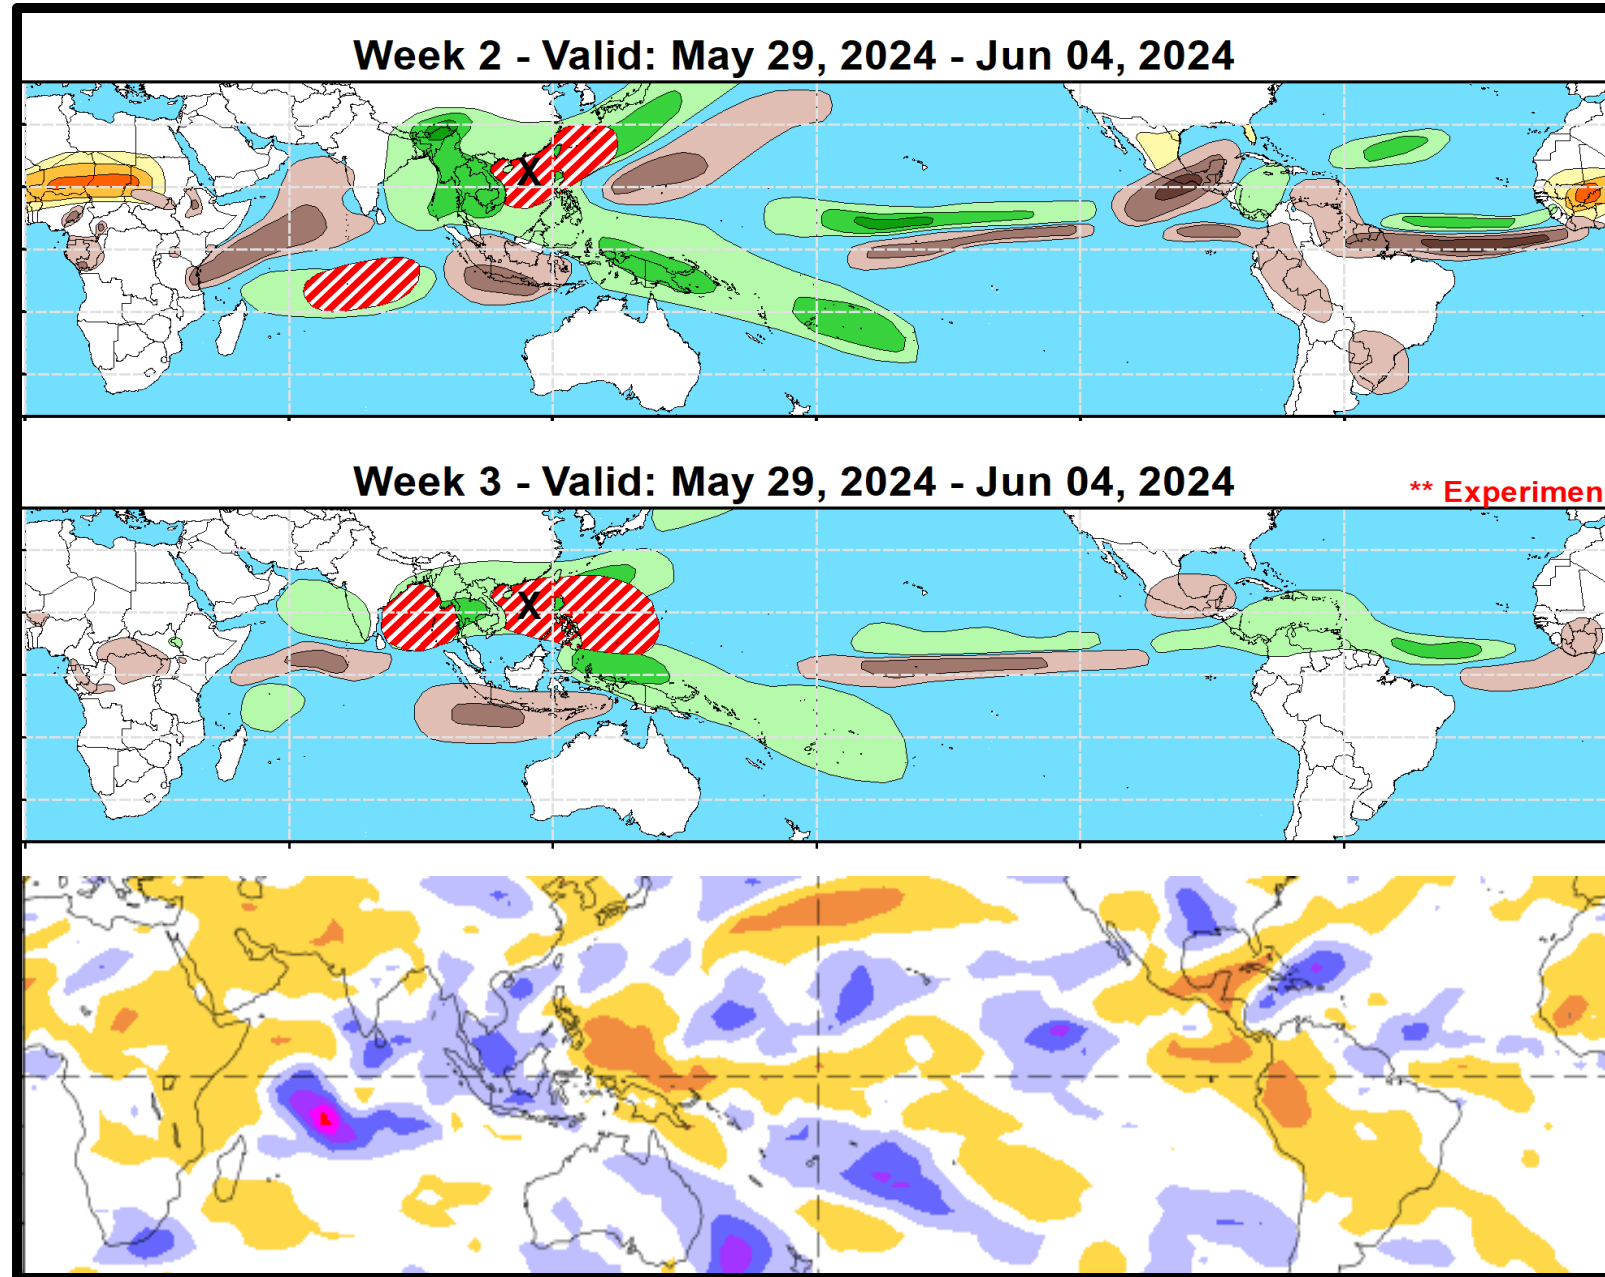 Week 2 - Valid: May 29, 2024 - Jun 04, 2024
X
Week 3 - Valid: May 29, 2024 - Jun 04, 2024
** Experimen
X